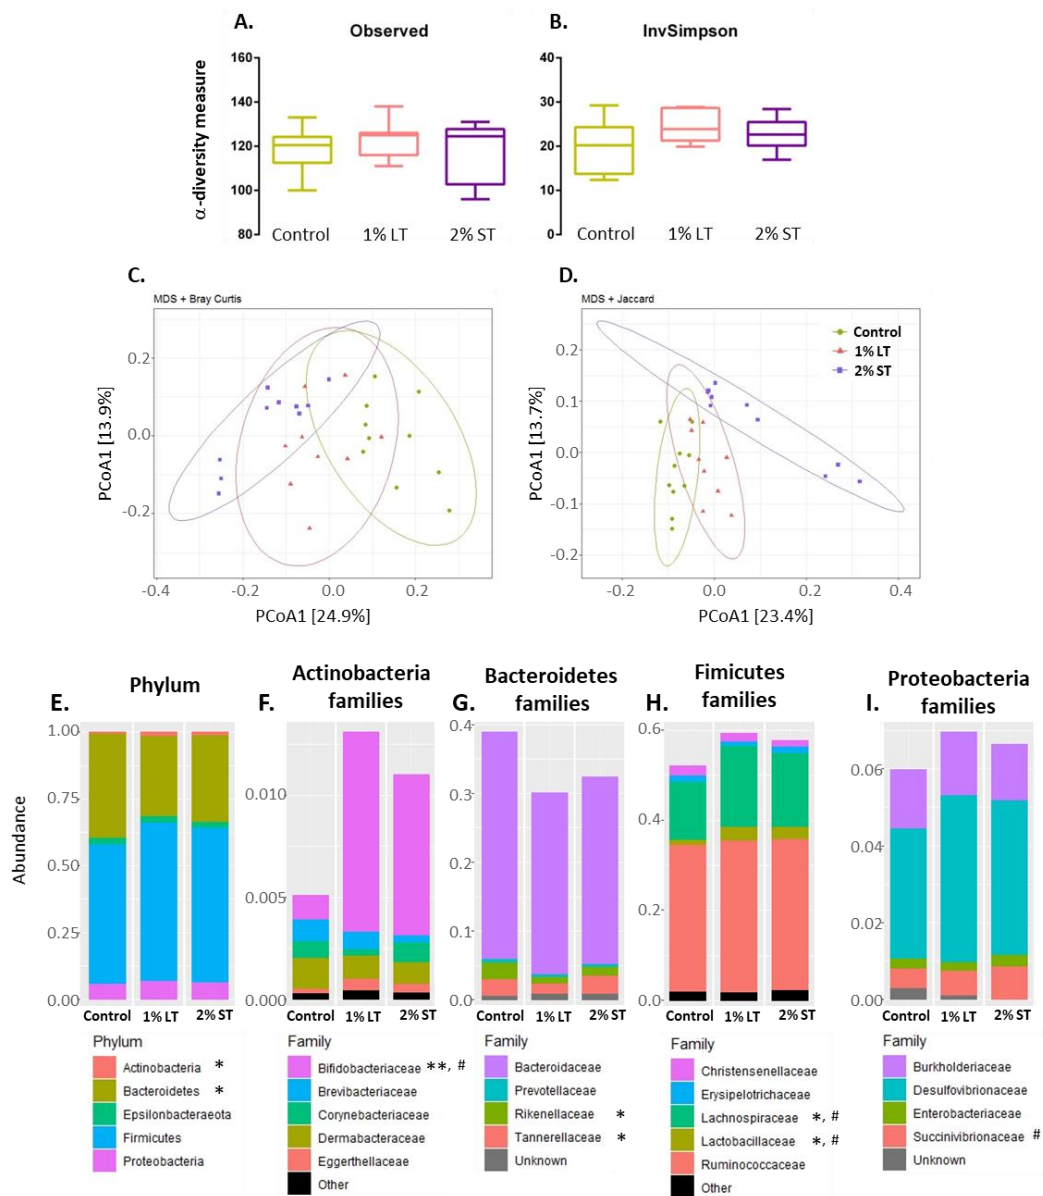 A.
Observed
B.
InvSimpson
α-diversity measure
160
140
120
100
80
Control
1% LT
2% ST
40
30
20
10
0
Control
1% LT
2% ST
C.
MDS + Bray Curtis
PCoA1 [13.9%]
0.2
0.0
-0.2
-0.4
-0.2
0.0
0.2
0.4
PCoA1 [24.9%]
D.
MDS + Jaccard
PCoA1 [13.7%]
0.2
0.1
0.0
-0.1
-0.2
-0.2
0.0
0.2
0.4
PCoA1 [23.4%]
Control
1% LT
2% ST
Abundance
E.
Phylum
1.00
0.75
0.50
0.25
0.00
Control
1% LT
2% ST
Phylum
Actinobacteria *
Bacteroidetes *
Epsilonbacteraeota
Firmicutes
Proteobacteria
F.
Actinobacteria
families
0.010
0.005
0.000
Control
1% LT
2% ST
Family
Bifidobacteriaceae **, #
Brevibacteriaceae
Corynebacteriaceae
Dermabacteraceae
Eggerthellaceae
Other
G.
Bacteroidetes
families
0.4
0.3
0.2
0.1
0.0
Control
1% LT
2% ST
Family
Bacteroidaceae
Prevotellaceae
Rikenellaceae *
Tannerellaceae *
Unknown
H.
Fimicutes
families
0.6
0.4
0.2
0.0
Control
1% LT
2% ST
Family
Christensenellaceae
Erysipelotrichaceae
Lachnospiraceae *, #
Lactobacillaceae *, #
Ruminococcaceae
Other
I.
Proteobacteria
families
0.06
0.04
0.02
0.00
Control
1% LT
2% ST
Family
Burkholderiaceae
Desulfovibrionaceae
Enterobacteriaceae
Succinivibrionaceae #
Unknown